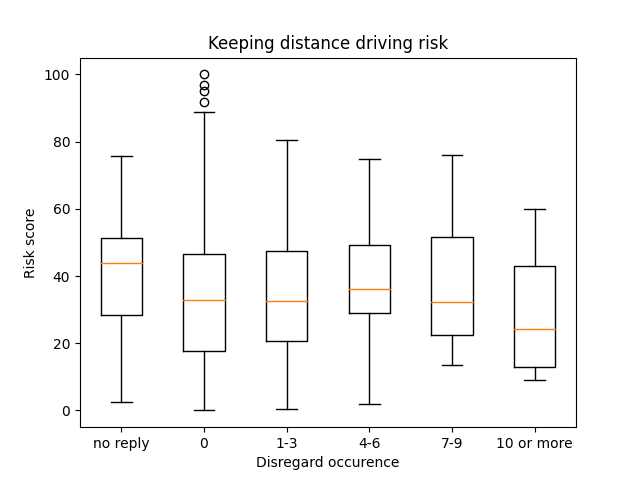 Keeping distance driving risk
Risk score
100
80
60
40
20
0
no reply 0 1-3 4-6 7-9 10 or more
Disregard occurence